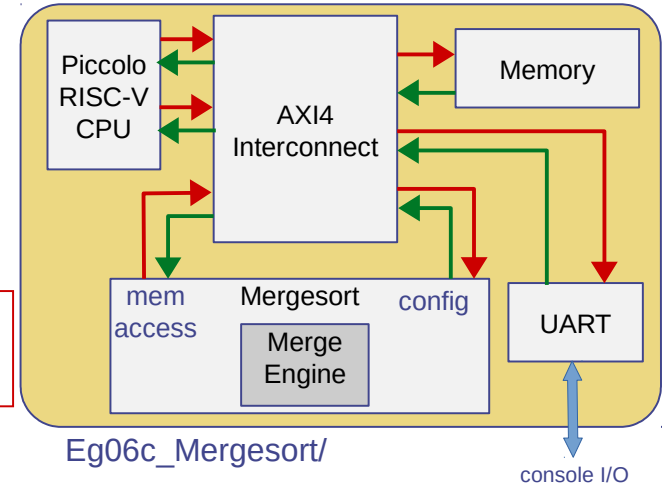 Piccolo
RISC-V
CPU
AXI4
Interconnect
Memory
mem
access
Mergesort
config
Merge
Engine
UART
Eg06c_Mergesort/
console I/O